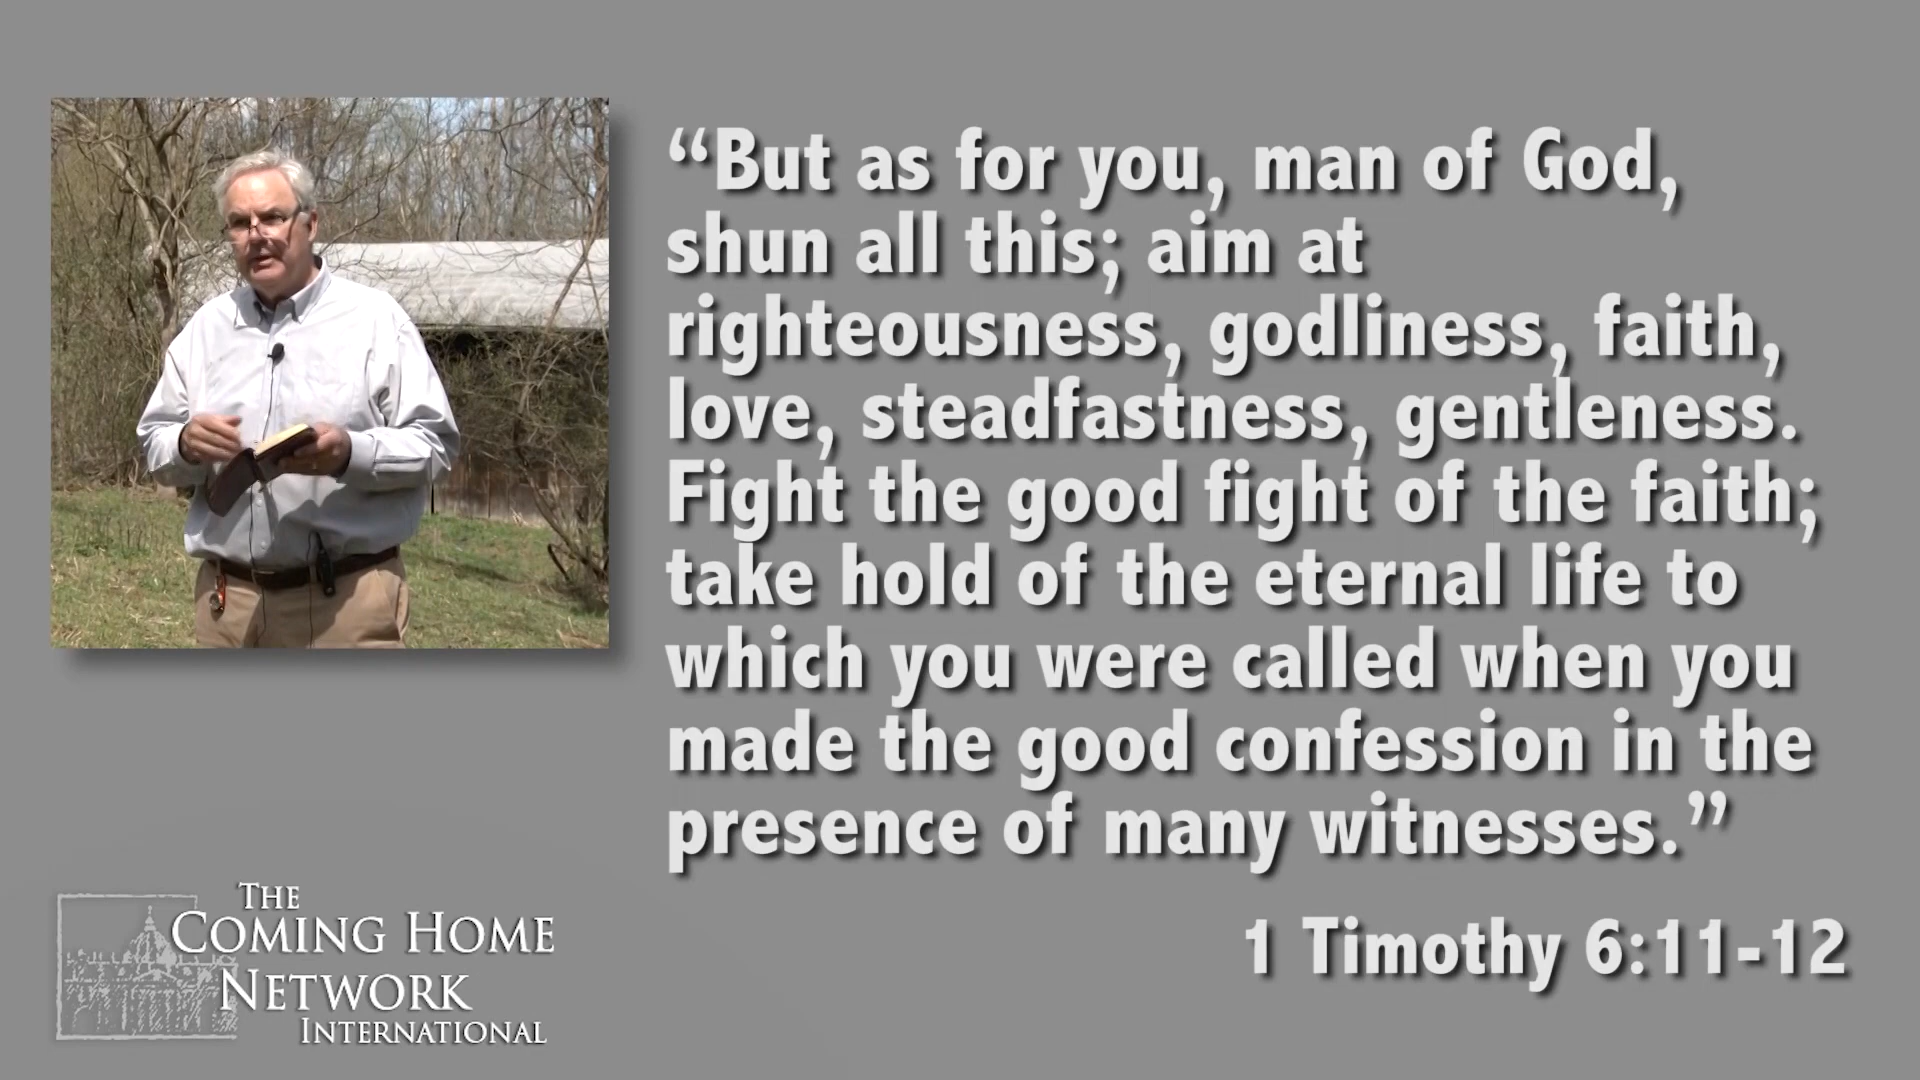 “But as for you, man of God,
shun all this; aim at
righteousness, godliness, faith,
love, steadfastness, gentleness.
Fight the good fight of the faith;
take hold of the eternal life to
which you were called when you
made the good confession in the
presence of many witnesses.”
1 Timothy 6:11-12
THE
COMING HOME
NETWORK
INTERNATIONAL